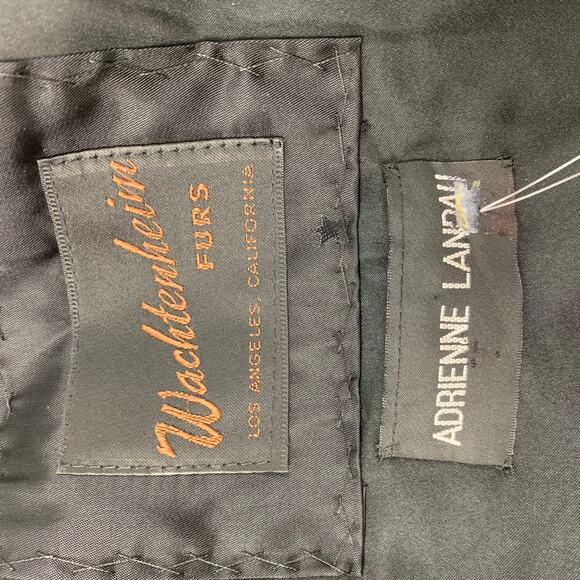 Wachtenheim
FURS
LOS ANGELES, CALIFORNIA
ADRIENNE LANDAU